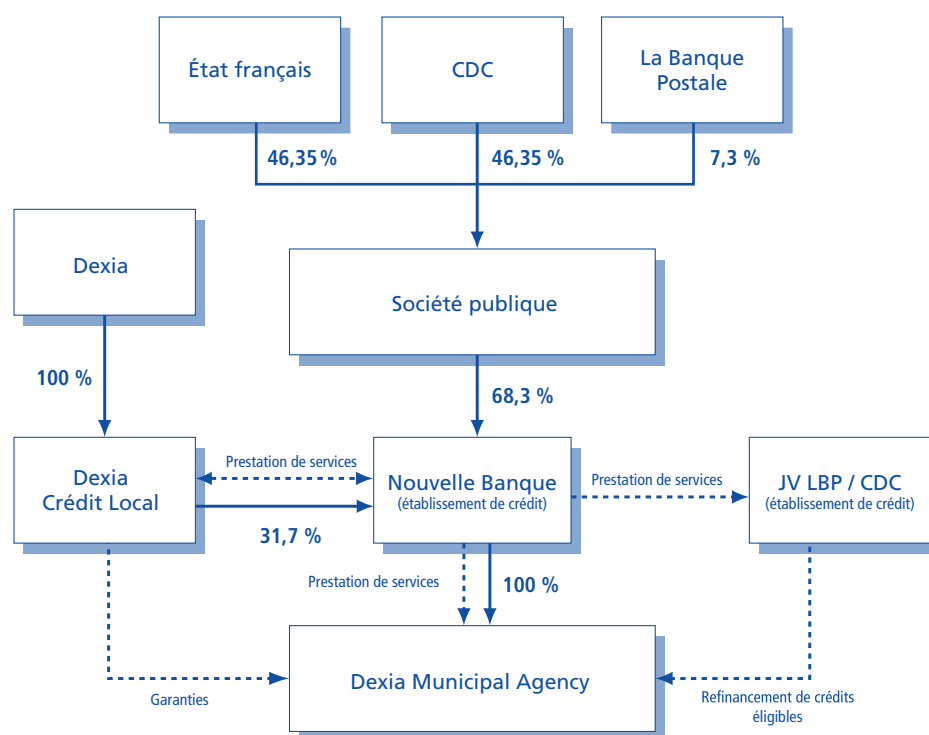 État français
CDC
La Banque
Postale
46,35 %
46,35 %
7,3 %
Dexia
Société publique
100 %
68,3 %
Dexia
Crédit Local
Prestation de services
Nouvelle Banque
(établissement de crédit)
Prestation de services
JV LBP / CDC
(établissement de crédit)
31,7 %
Prestation de services
100 %
Dexia Municipal Agency
Garanties
Refinancement de crédits
éligibles